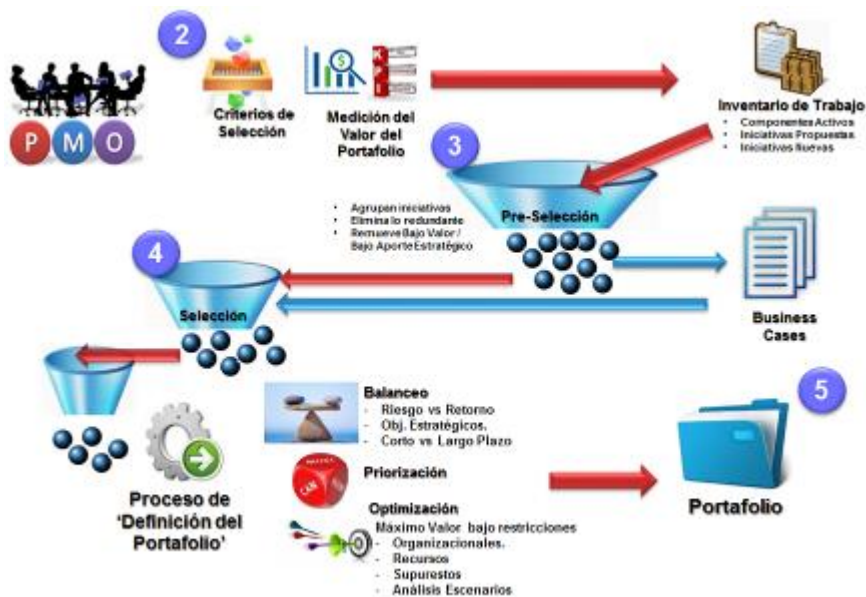 2
P M O
Criterios de
Selección
Medición del
Valor del
Portafolio
Inventario de Trabajo
• Componentes Activos
• Iniciativas Propuestas
• Iniciativas Nuevas
3
• Agrupan iniciativas
• Elimina lo redundante
• Remueve Bajo Valor /
Bajo Aporte Estratégico
Pre-Selección
4
Selección
Business
Cases
5
Balanceo
- Riesgo vs Retorno
- Obj. Estratégicos.
- Corto vs Largo Plazo
Priorización
CAN
Proceso de
‘Definición del
Portafolio’
Optimización
Máximo Valor bajo restricciones
- Organizacionales.
- Recursos
- Supuestos
- Análisis Escenarios
Portafolio